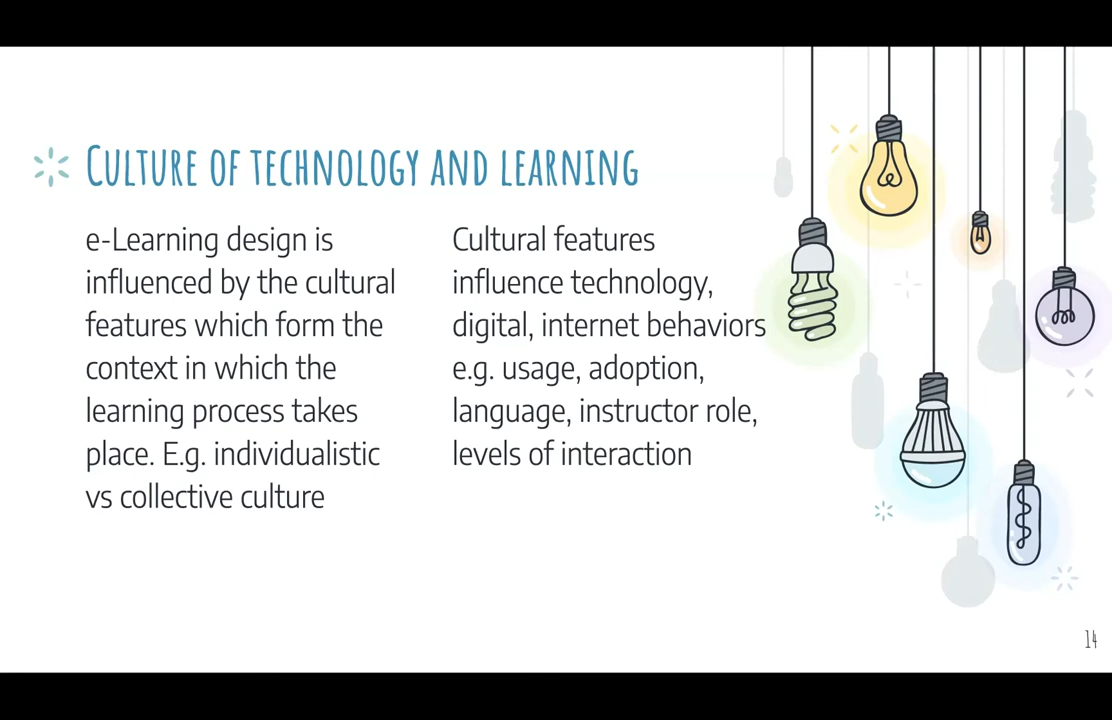 Culture of technology and learning
e-Learning design is
influenced by the cultural
features which form the
context in which the
learning process takes
place. E.g. individualistic
vs collective culture
Cultural features
influence technology,
digital, internet behaviors
e.g. usage, adoption,
language, instructor role,
levels of interaction
14